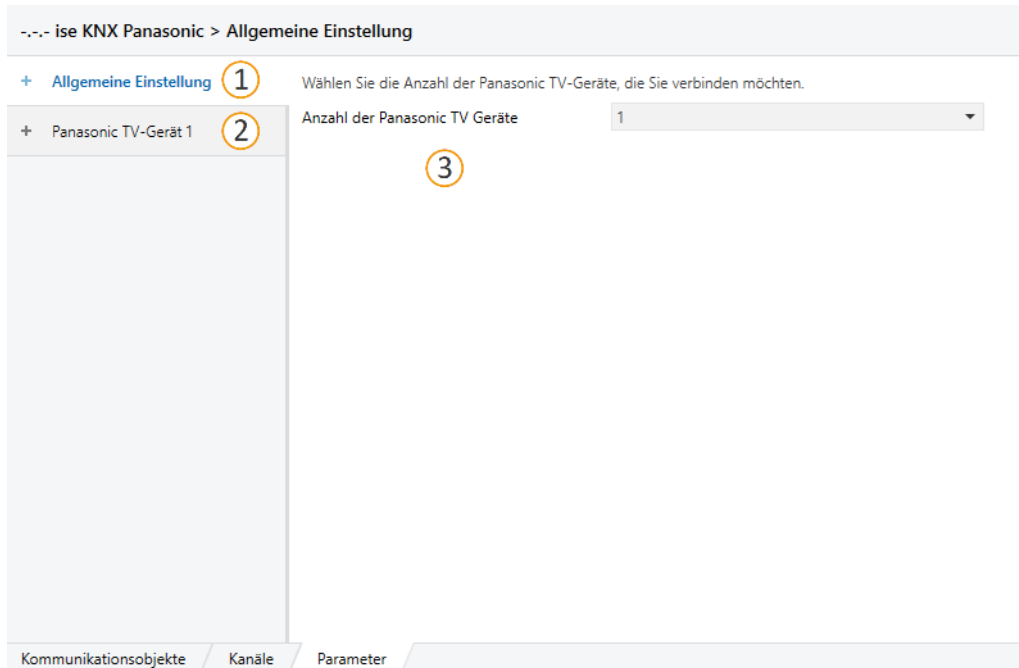 -.-.- ise KNX Panasonic > Allgemeine Einstellung
+ Allgemeine Einstellung 1
Wählen Sie die Anzahl der Panasonic TV-Geräte, die Sie verbinden möchten.
Anzahl der Panasonic TV Geräte 1
+ Panasonic TV-Gerät 1 2
3
Kommunikationsobjekte Kanäle Parameter